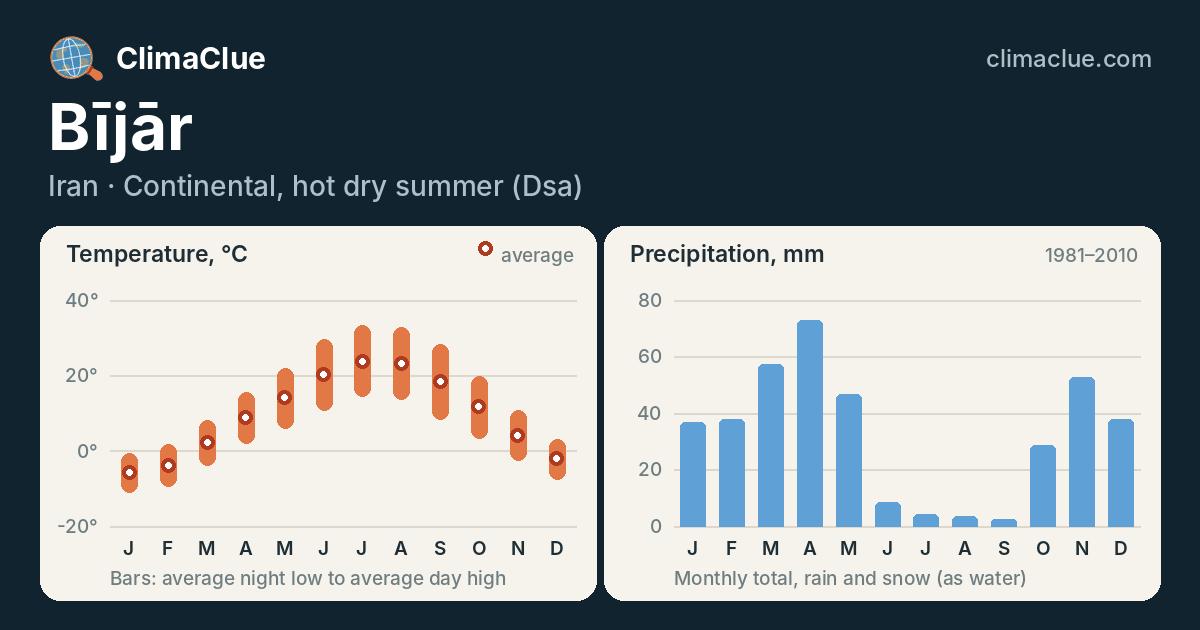 ClimaClue
climaclue.com
Bījār
Iran · Continental, hot dry summer (Dsa)
Temperature, °C
average
40°
20°
0°
-20°
J F M A M J J A S O N D
Bars: average night low to average day high
Precipitation, mm
1981–2010
80
60
40
20
0
J F M A M J J A S O N D
Monthly total, rain and snow (as water)